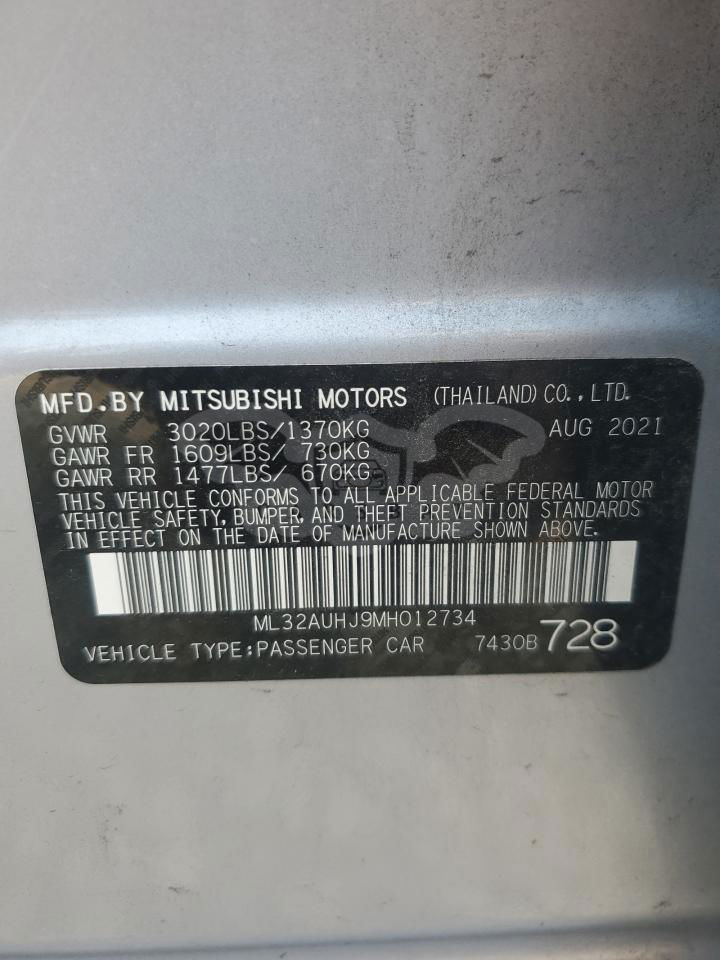 MFD.BY MITSUBISHI MOTORS (THAILAND)CO.,LTD.
GVWR 3020LBS/1370KG AUG 2021
GAWR FR 1609LBS/ 730KG
GAWR RR 1477LBS/ 670KG
THIS VEHICLE CONFORMS TO ALL APPLICABLE FEDERAL MOTOR
VEHICLE SAFETY, BUMPER, AND THEFT PREVENTION STANDARDS
IN EFFECT ON THE DATE OF MANUFACTURE SHOWN ABOVE.
ML32AUHJ9MH012734
VEHICLE TYPE:PASSENGER CAR 7430B 728